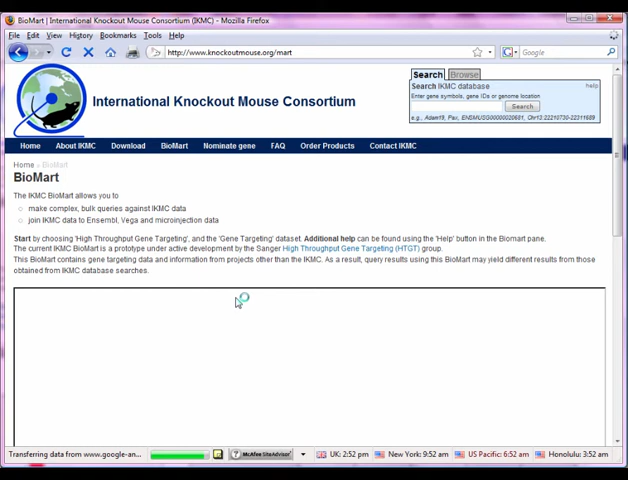 BioMart | International Knockout Mouse Consortium (IKMC) - Mozilla Firefox
File Edit View History Bookmarks Tools Help
http://www.knockoutmouse.org/mart
Google
International Knockout Mouse Consortium
Search Browse
Search IKMC database help
Enter gene symbols, gene IDs or genome location
Search
e.g., Adam19, Pax, ENSMUSG00000020681, Chr12:22210730-22311689
Home About IKMC Download BioMart Nominate gene FAQ Order Products Contact IKMC
Home » BioMart
BioMart
The IKMC BioMart allows you to
make complex, bulk queries against IKMC data
join IKMC data to Ensembl, Vega and microinjection data
Start by choosing 'High Throughput Gene Targeting', and the 'Gene Targeting' dataset. Additional help can be found using the 'Help' button in the Biomart pane.
The current IKMC BioMart is a prototype under active development by the Sanger High Throughput Gene Targeting (HTGT) group.
This BioMart contains gene targeting data and information from projects other than the IKMC. As a result, query results using this BioMart may yield different results from those
obtained from IKMC database searches.
Transferring data from www.google-an... McAfee SiteAdvisor UK: 2:52 pm New York: 9:52 am US Pacific: 6:52 am Honolulu: 3:52 am